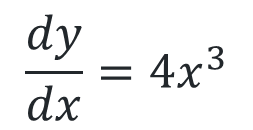 dy/dx = 4x³